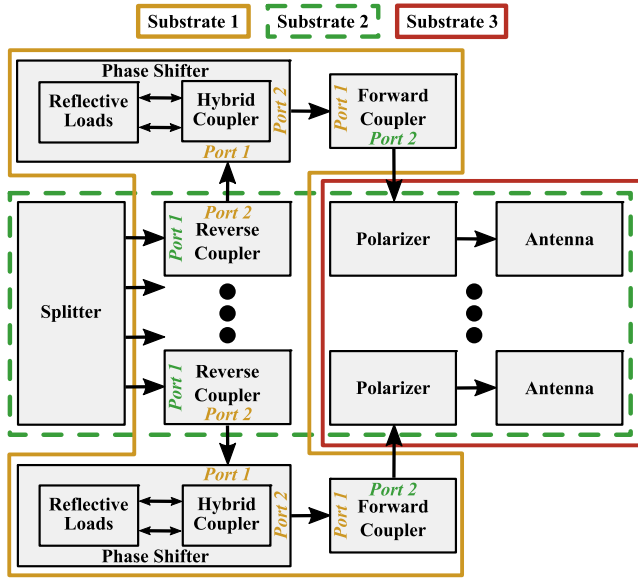 Substrate 1
Substrate 2
Substrate 3
Phase Shifter
Reflective
Loads
Hybrid
Coupler
Port 2
Port 1
Port 1
Forward
Coupler
Port 2
Splitter
Port 1
Port 2
Reverse
Coupler
Polarizer
Antenna
Port 1
Reverse
Coupler
Port 2
Polarizer
Antenna
Port 1
Reflective
Loads
Hybrid
Coupler
Port 2
Phase Shifter
Port 1
Port 2
Forward
Coupler